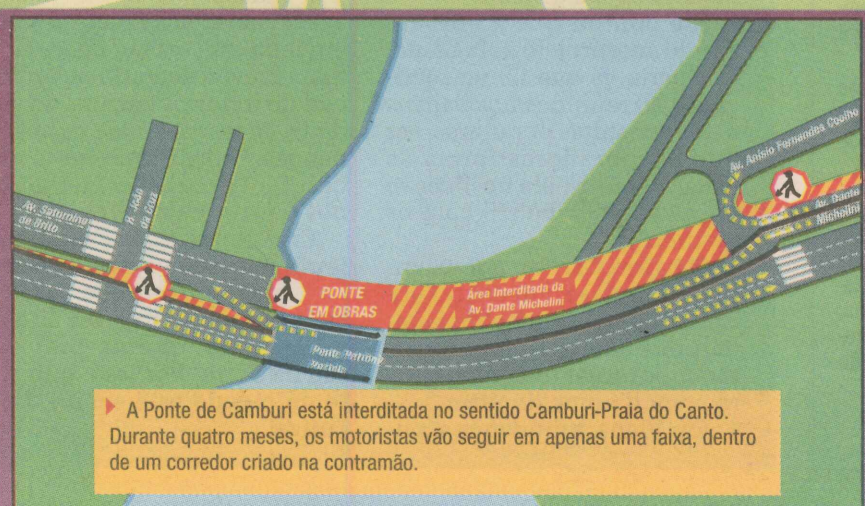 Av. Saturnino
de Brito
R. João
da Cruz
PONTE
EM OBRAS
Área Interditada da
Av. Dante Michelini
Av. Anísio Fernandes Coelho
Av. Dante
Michelini
Ponte
A Ponte de Camburi está interditada no sentido Camburi-Praia do Canto.
Durante quatro meses, os motoristas vão seguir em apenas uma faixa, dentro
de um corredor criado na contramão.